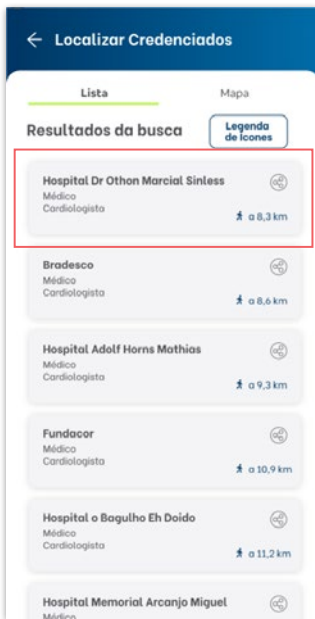 Localizar Credenciados
Lista
Mapa
Resultados da busca
Legenda
de Icones
Hospital Dr Othon Marcial Sinless
Médico
Cardiologista
a 8,3 km
Bradesco
Médico
Cardiologista
a 8,6 km
Hospital Adolf Horns Mathias
Médico
Cardiologista
a 9,3 km
Fundacor
Médico
Cardiologista
a 10,9 km
Hospital o Bagulho Eh Doido
Médico
Cardiologista
a 11,2 km
Hospital Memorial Arcanjo Miguel
Médico